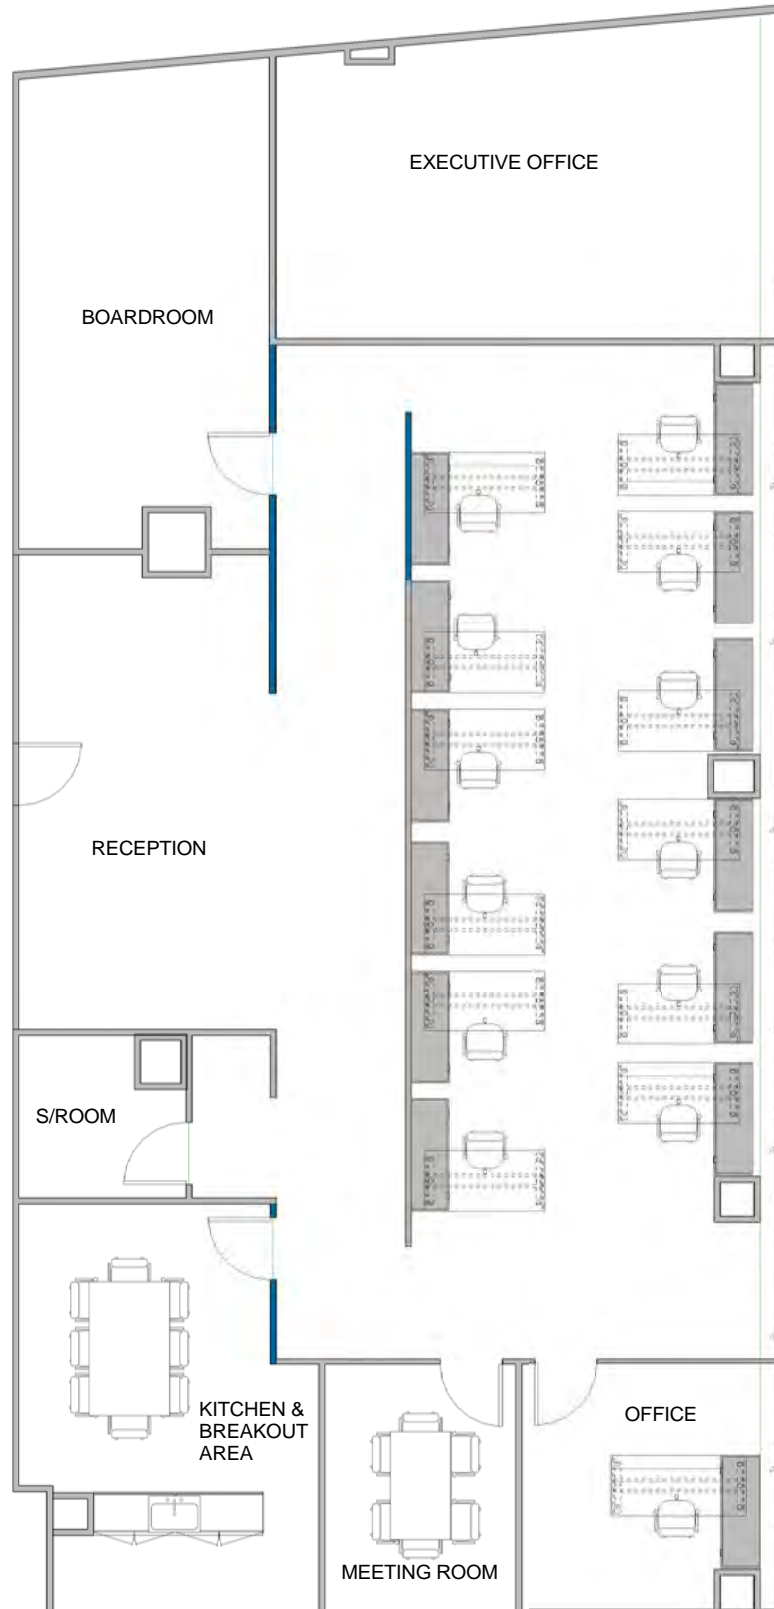 EXECUTIVE OFFICE
BOARDROOM
RECEPTION
S/ROOM
KITCHEN &
BREAKOUT
AREA
OFFICE
MEETING ROOM